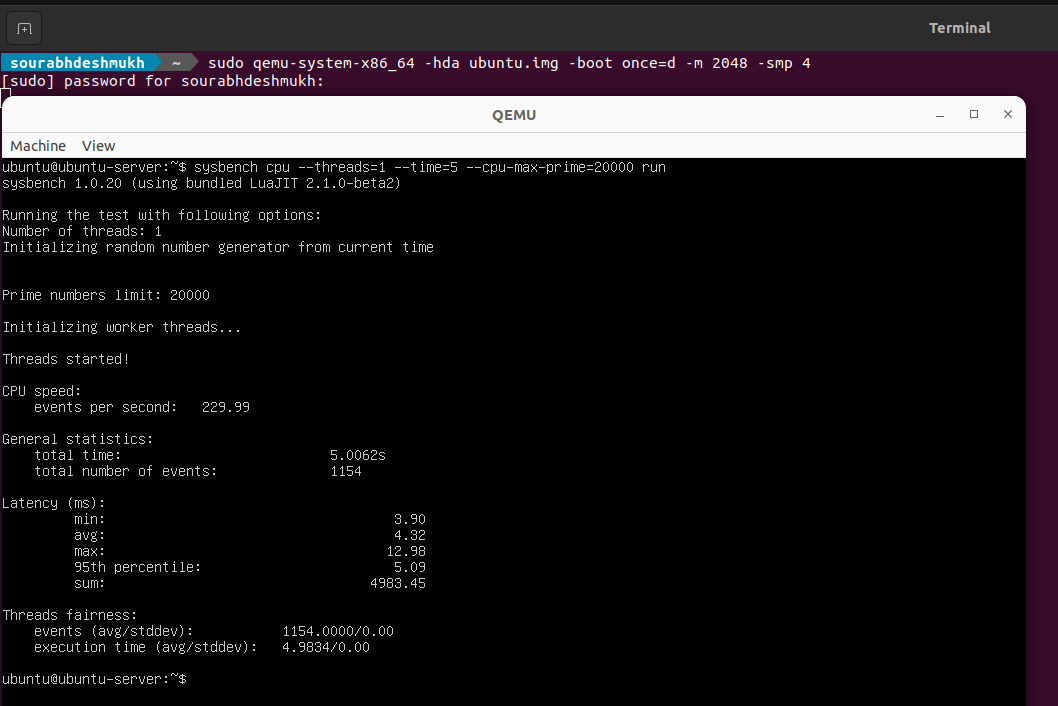 Terminal
sourabhdeshmukh ~ sudo qemu-system-x86_64 -hda ubuntu.img -boot once=d -m 2048 -smp 4
[sudo] password for sourabhdeshmukh:
QEMU
Machine View
ubuntu@ubuntu-server:~$ sysbench cpu --threads=1 --time=5 --cpu-max-prime=20000 run
sysbench 1.0.20 (using bundled LuaJIT 2.1.0-beta2)
Running the test with following options:
Number of threads: 1
Initializing random number generator from current time
Prime numbers limit: 20000
Initializing worker threads...
Threads started!
CPU speed:
events per second: 229.99
General statistics:
total time: 5.0062s
total number of events: 1154
Latency (ms):
min: 3.90
avg: 4.32
max: 12.98
95th percentile: 5.09
sum: 4983.45
Threads fairness:
events (avg/stddev): 1154.0000/0.00
execution time (avg/stddev): 4.9834/0.00
ubuntu@ubuntu-server:~$